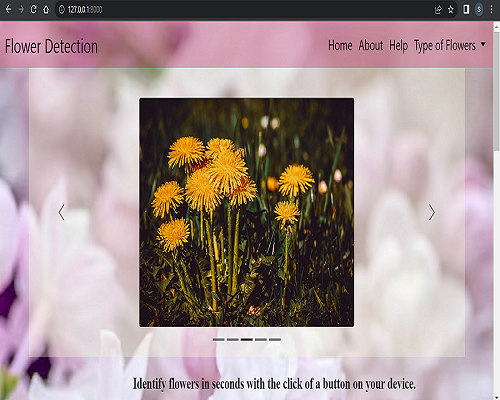 127.0.0.1:8000
Flower Detection
Home About Help Type of Flowers
Identify flowers in seconds with the click of a button on your device.